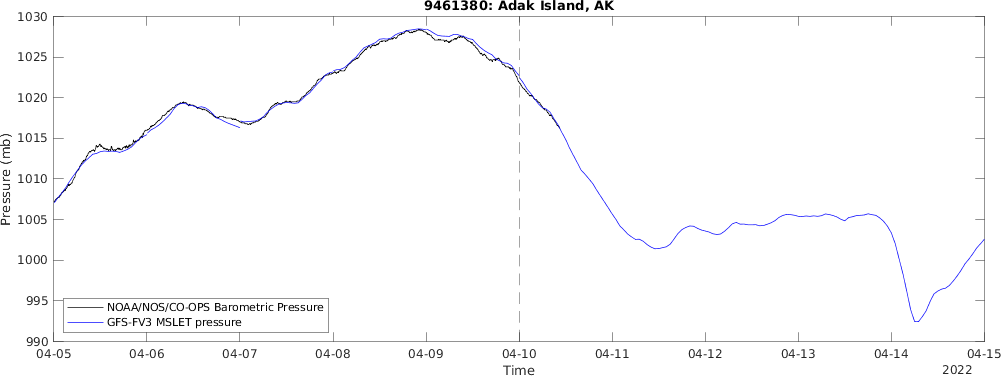 9461380: Adak Island, AK
1030
1025
1020
1015
1010
1005
1000
995
990
Pressure (mb)
NOAA/NOS/CO-OPS Barometric Pressure
GFS-FV3 MSLET pressure
04-05 04-06 04-07 04-08 04-09 04-10 04-11 04-12 04-13 04-14 04-15
Time
2022